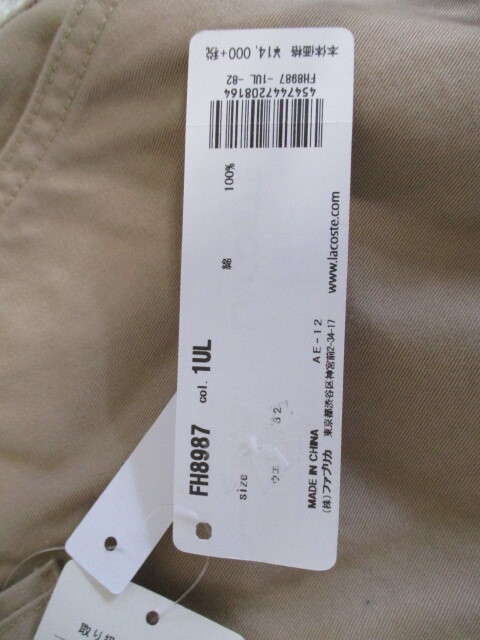 FH8987 col. 1UL
size
ウエ 82
綿 100%
MADE IN CHINA AE-12
(株)ファブリカ 東京都渋谷区神宮前2-34-17
www.lacoste.com
4547447208164
FH8987 -1UL -82
本体価格 ¥14,000+税
取り